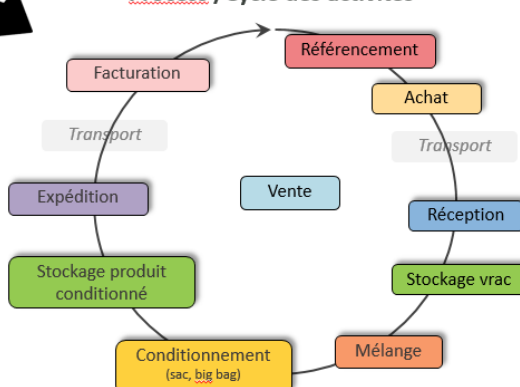 Référencement
Facturation
Achat
Transport
Transport
Expédition
Vente
Réception
Stockage produit
conditionné
Stockage vrac
Conditionnement
(sac, big bag)
Mélange